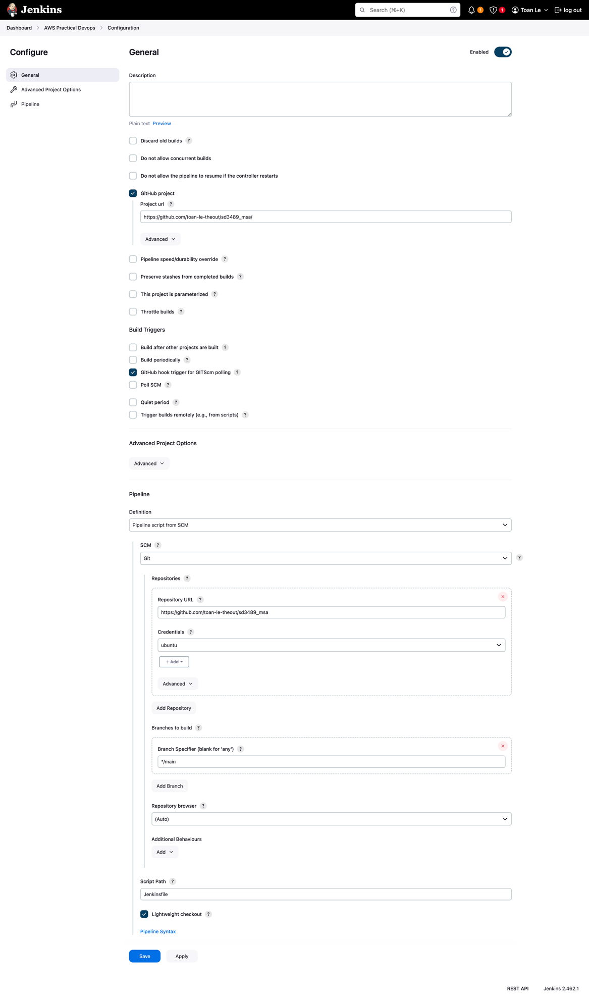 Jenkins
Search (⌘+K)
?
1
1
Toan Le
log out
Dashboard > AWS Practical Devops > Configuration
Configure
General
Advanced Project Options
Pipeline
General
Enabled
Description
Plain text Preview
Discard old builds ?
Do not allow concurrent builds
Do not allow the pipeline to resume if the controller restarts
GitHub project
Project url ?
https://github.com/toan-le-theout/sd3489_msa/
Advanced
Pipeline speed/durability override ?
Preserve stashes from completed builds ?
This project is parameterized ?
Throttle builds ?
Build Triggers
Build after other projects are built ?
Build periodically ?
GitHub hook trigger for GITScm polling ?
Poll SCM ?
Quiet period ?
Trigger builds remotely (e.g., from scripts) ?
Advanced Project Options
Advanced
Pipeline
Definition
Pipeline script from SCM
SCM ?
Git
?
Repositories ?
Repository URL ?
https://github.com/toan-le-theout/sd3489_msa
Credentials ?
ubuntu
+ Add
Advanced
Add Repository
Branches to build ?
Branch Specifier (blank for 'any') ?
*/main
Add Branch
Repository browser ?
(Auto)
Additional Behaviours
Add
Script Path ?
Jenkinsfile
Lightweight checkout ?
Pipeline Syntax
Save
Apply
REST API
Jenkins 2.462.1